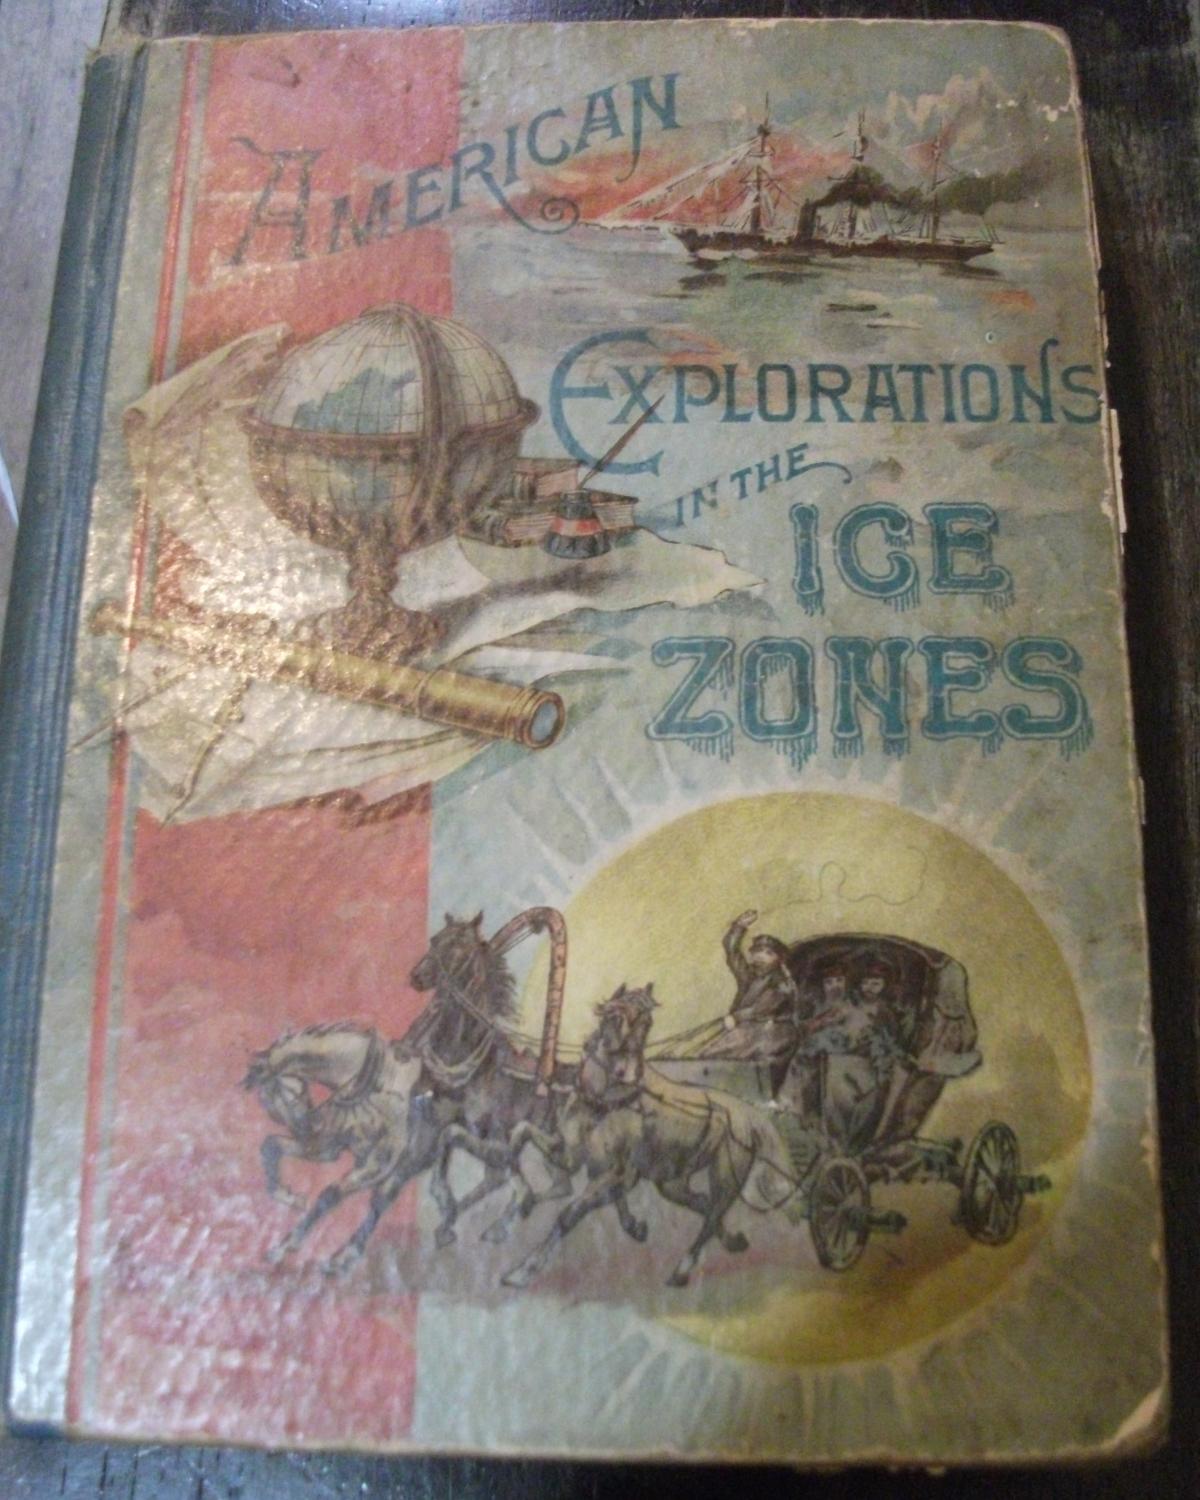 AMERICAN
EXPLORATIONS
IN THE
ICE
ZONES